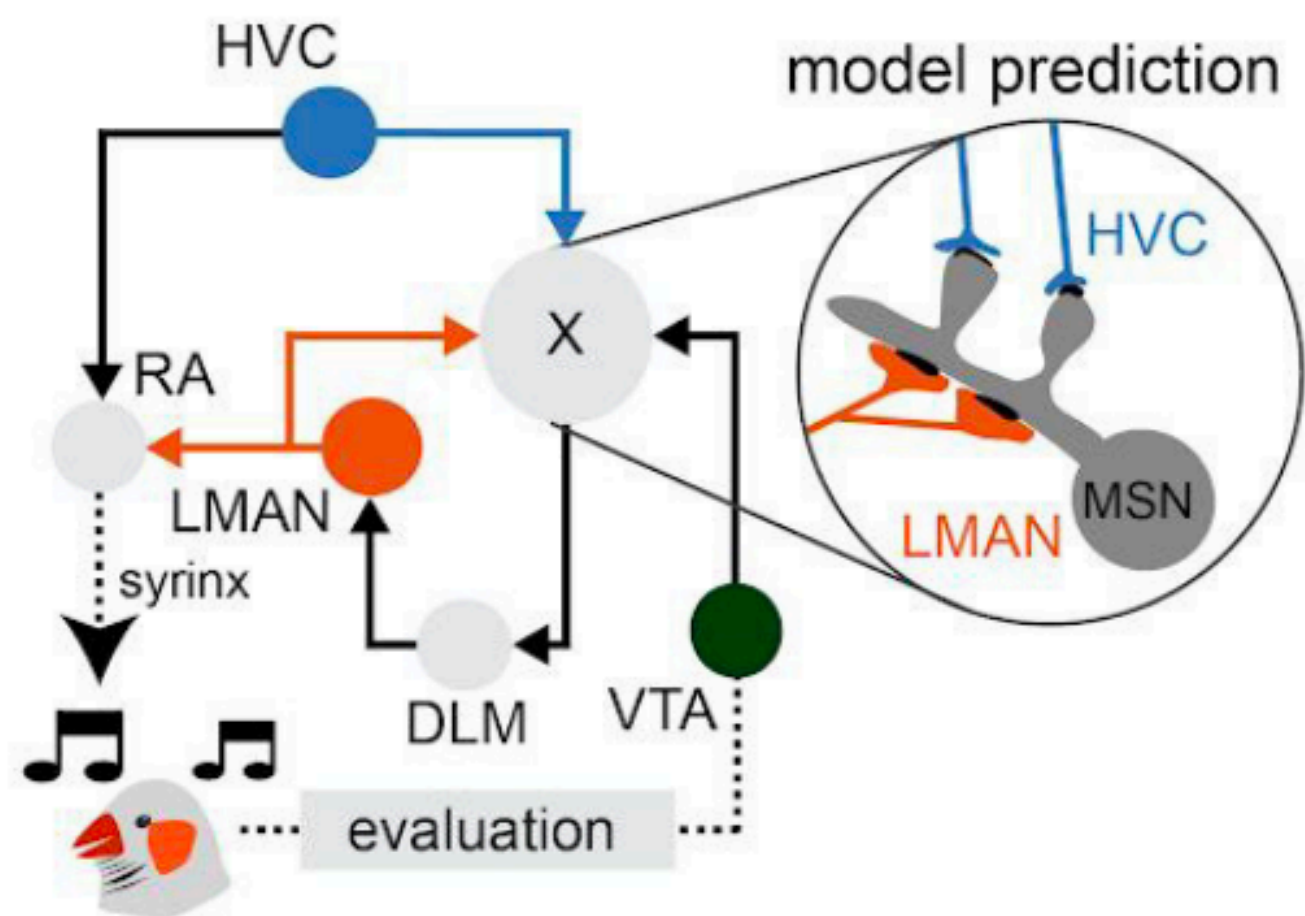 HVC
model prediction
HVC
X
RA
LMAN
MSN
LMAN
syrinx
DLM
VTA
evaluation